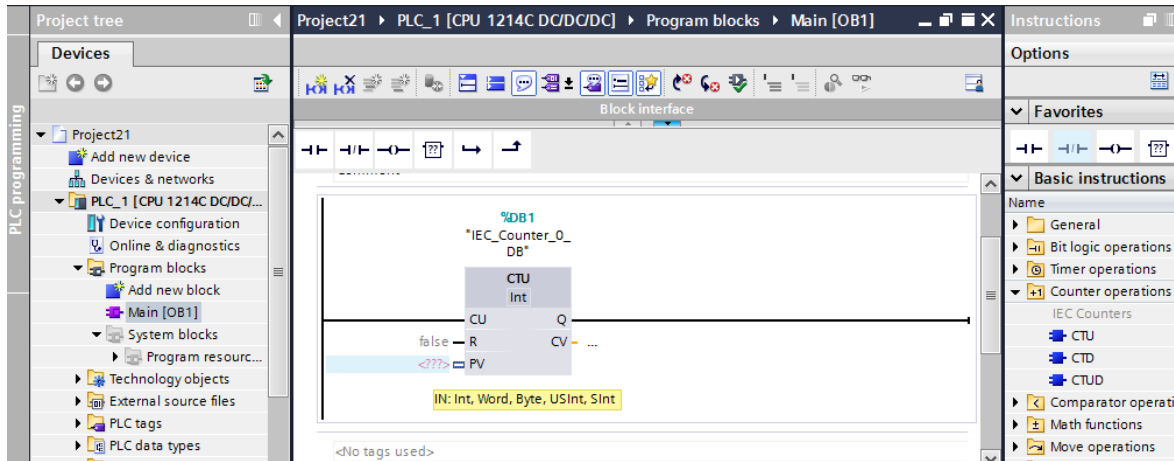 Project tree
Devices
PLC programming
Project21
Add new device
Devices & networks
PLC_1 [CPU 1214C DC/DC/...
Device configuration
Online & diagnostics
Program blocks
Add new block
Main [OB1]
System blocks
Program resourc...
Technology objects
External source files
PLC tags
PLC data types
Project21 PLC_1 [CPU 1214C DC/DC/DC] Program blocks Main [OB1]
Block interface
??
%DB1
"IEC_Counter_0_
DB"
CTU
Int
CU Q
false R CV ...
<???> PV
IN: Int, Word, Byte, USInt, SInt
<No tags used>
Instructions
Options
Favorites
??
Basic instructions
Name
General
Bit logic operations
Timer operations
Counter operations
IEC Counters
CTU
CTD
CTUD
Comparator operati
Math functions
Move operations